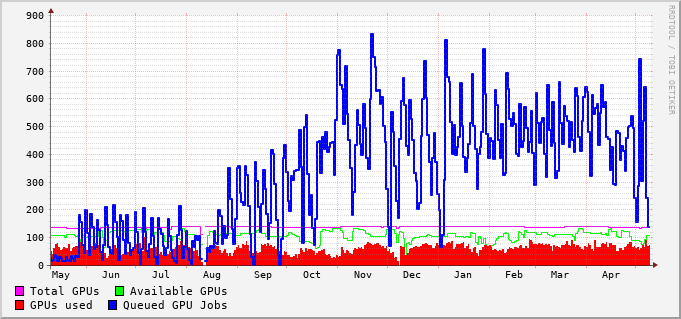 900
800
700
600
500
400
300
200
100
0
May Jun Jul Aug Sep Oct Nov Dec Jan Feb Mar Apr
Total GPUs Available GPUs
GPUs used Queued GPU Jobs
RRDTOOL / TOBI OETIKER